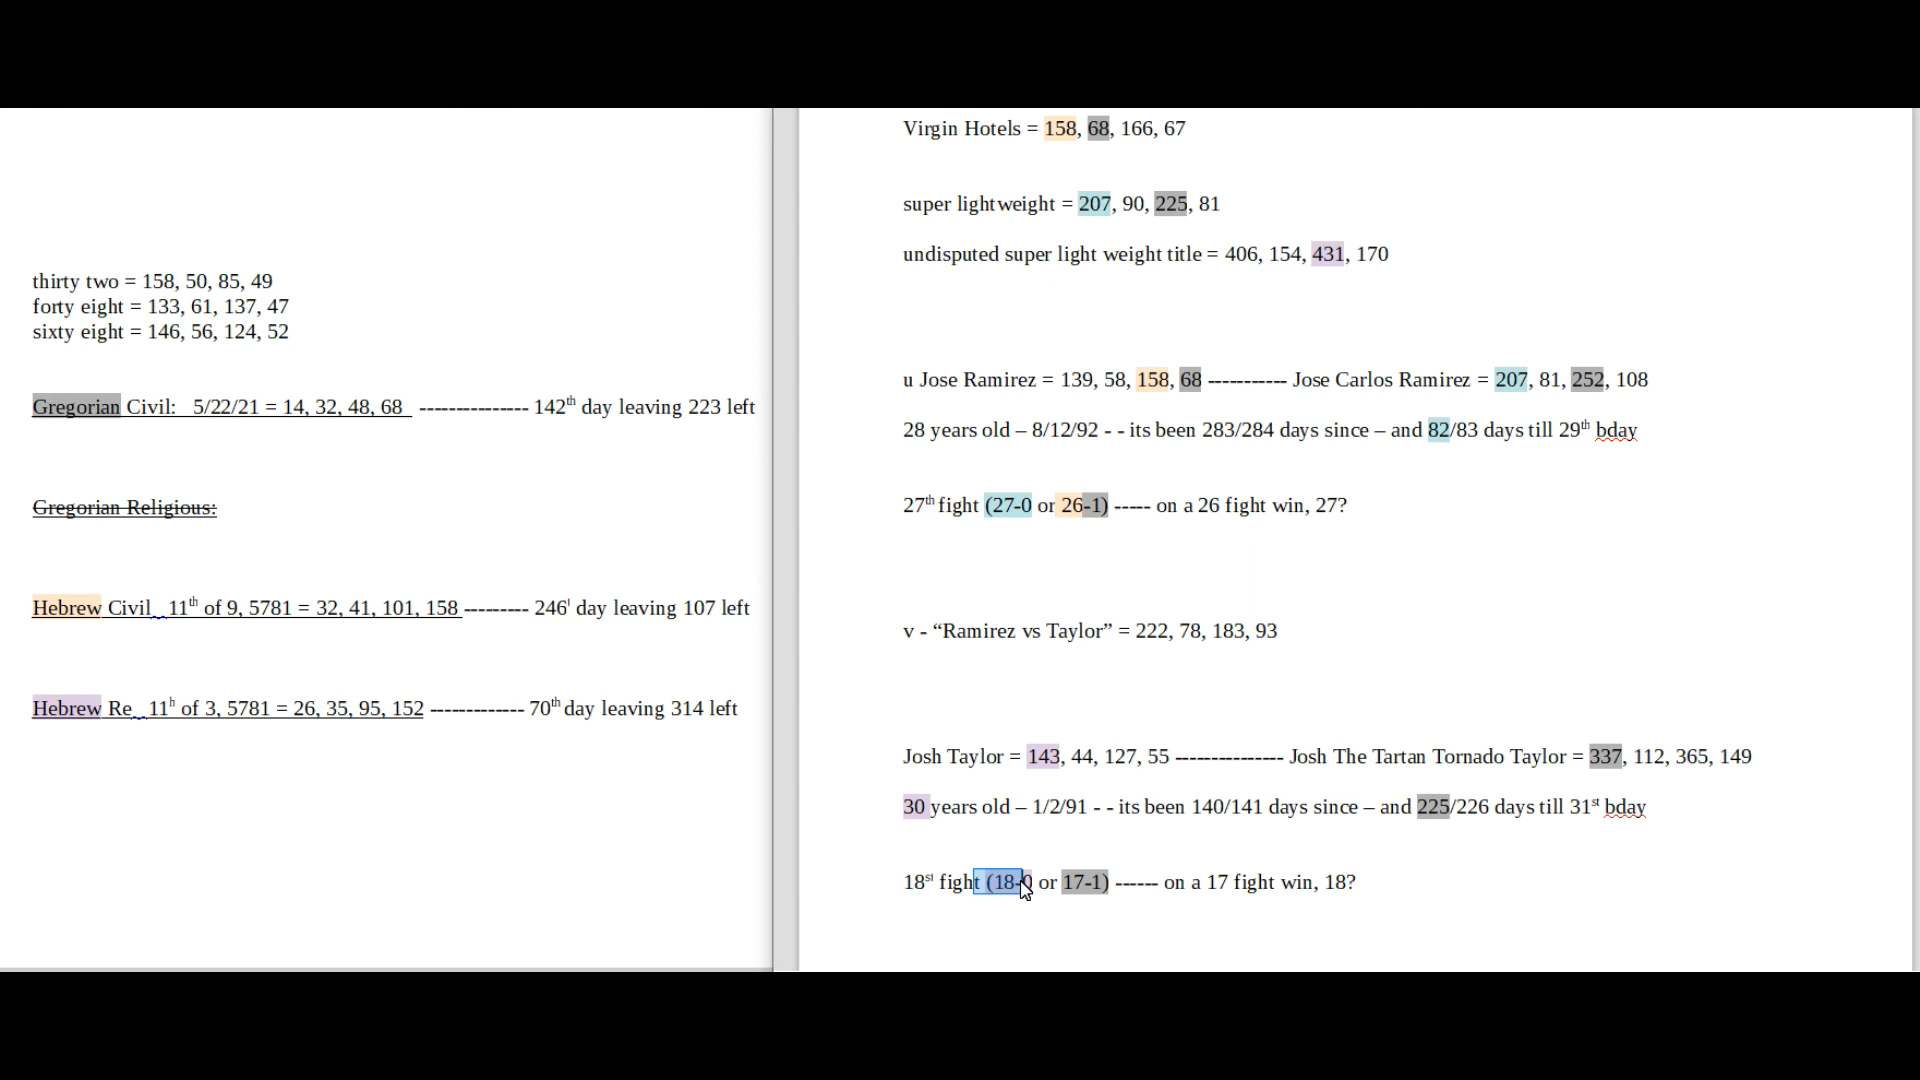 thirty two = 158, 50, 85, 49
forty eight = 133, 61, 137, 47
sixty eight = 146, 56, 124, 52
Gregorian Civil: 5/22/21 = 14, 32, 48, 68 --------------- 142th day leaving 223 left
Gregorian Religious:
Hebrew Civil 11th of 9, 5781 = 32, 41, 101, 158 --------- 246' day leaving 107 left
Hebrew Re 11h of 3, 5781 = 26, 35, 95, 152 ------------- 70th day leaving 314 left
Virgin Hotels = 158, 68, 166, 67
super lightweight = 207, 90, 225, 81
undisputed super light weight title = 406, 154, 431, 170
u Jose Ramirez = 139, 58, 158, 68 ----------- Jose Carlos Ramirez = 207, 81, 252, 108
28 years old – 8/12/92 - - its been 283/284 days since – and 82/83 days till 29th bday
27th fight (27-0 or 26-1) ----- on a 26 fight win, 27?
v - “Ramirez vs Taylor” = 222, 78, 183, 93
Josh Taylor = 143, 44, 127, 55 --------------- Josh The Tartan Tornado Taylor = 337, 112, 365, 149
30 years old – 1/2/91 - - its been 140/141 days since – and 225/226 days till 31st bday
18st fight (18-0 or 17-1) ------ on a 17 fight win, 18?